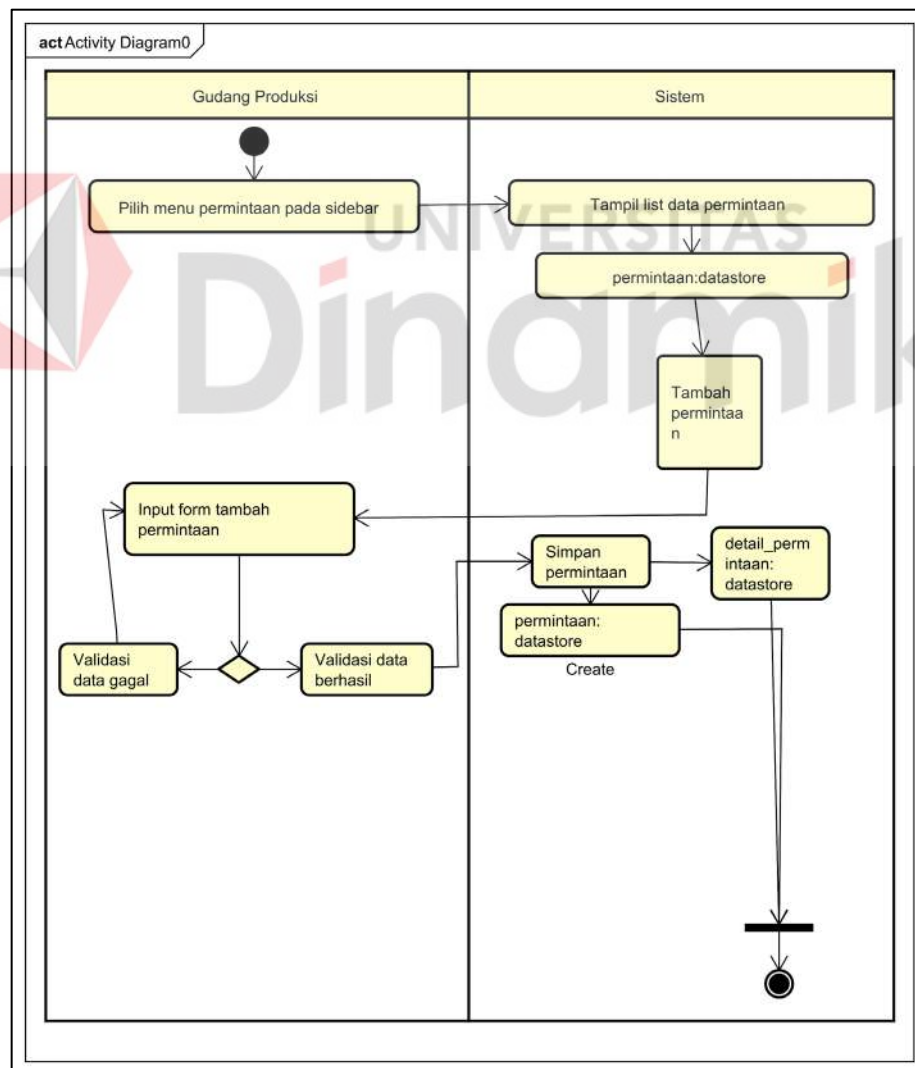 act Activity Diagram0
Gudang Produksi
Sistem
Pilih menu permintaan pada sidebar
Tampil list data permintaan
UNIVERSITAS
Dinamik
permintaan:datastore
Tambah
permintaa
n
Input form tambah
permintaan
Simpan
permintaan
detail_perm
intaan:
datastore
permintaan:
datastore
Create
Validasi
data gagal
Validasi data
berhasil